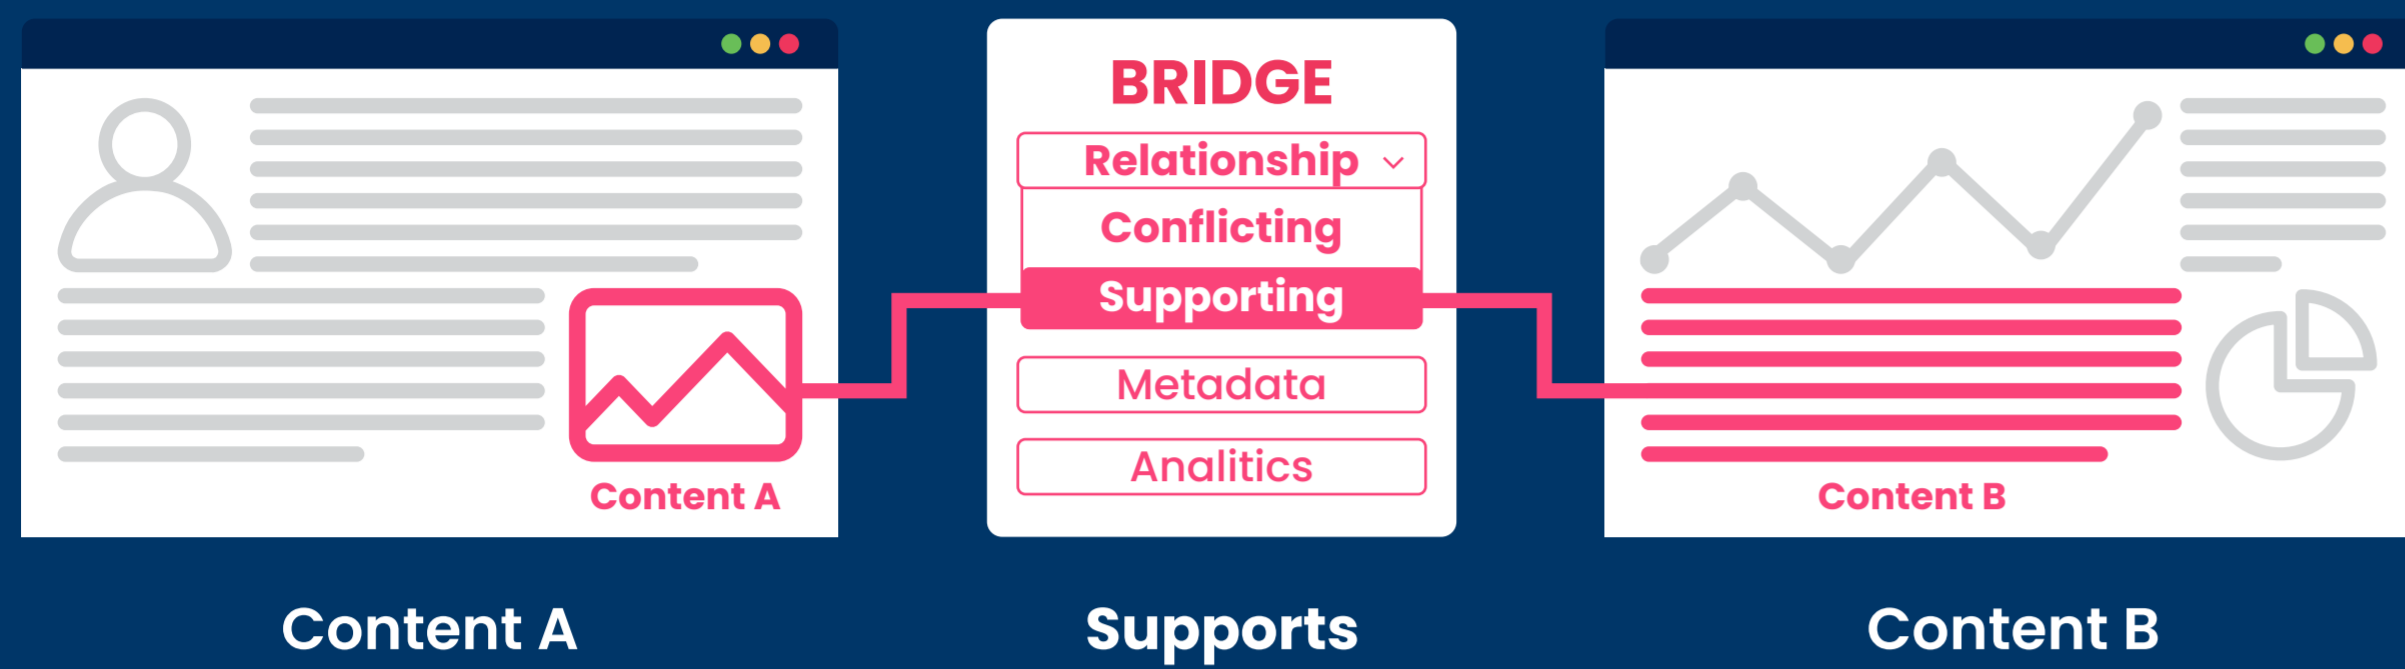 BRIDGE
Relationship
Conflicting
Supporting
Metadata
Analitics
Content A
Content B
Content A
Supports
Content B